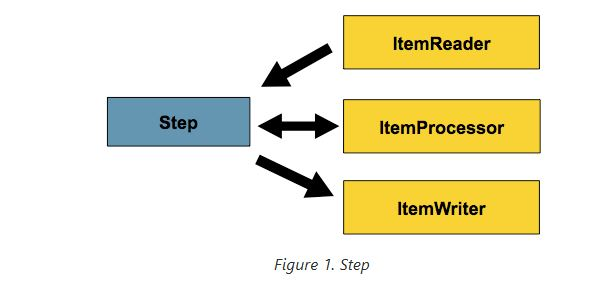 ItemReader
Step
ItemProcessor
ItemWriter
Figure 1. Step